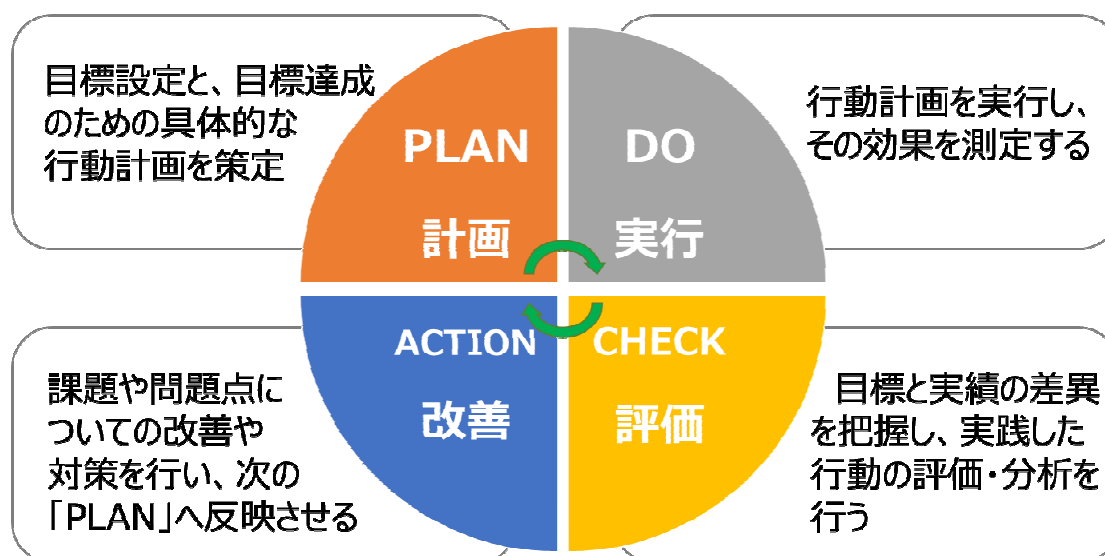 目標設定と、目標達成
のための具体的な
行動計画を策定
PLAN
計画
DO
実行
行動計画を実行し、
その効果を測定する
課題や問題点に
ついての改善や
対策を行い、次の
「PLAN」へ反映させる
ACTION
改善
CHECK
評価
目標と実績の差異
を把握し、実践した
行動の評価・分析を
行う